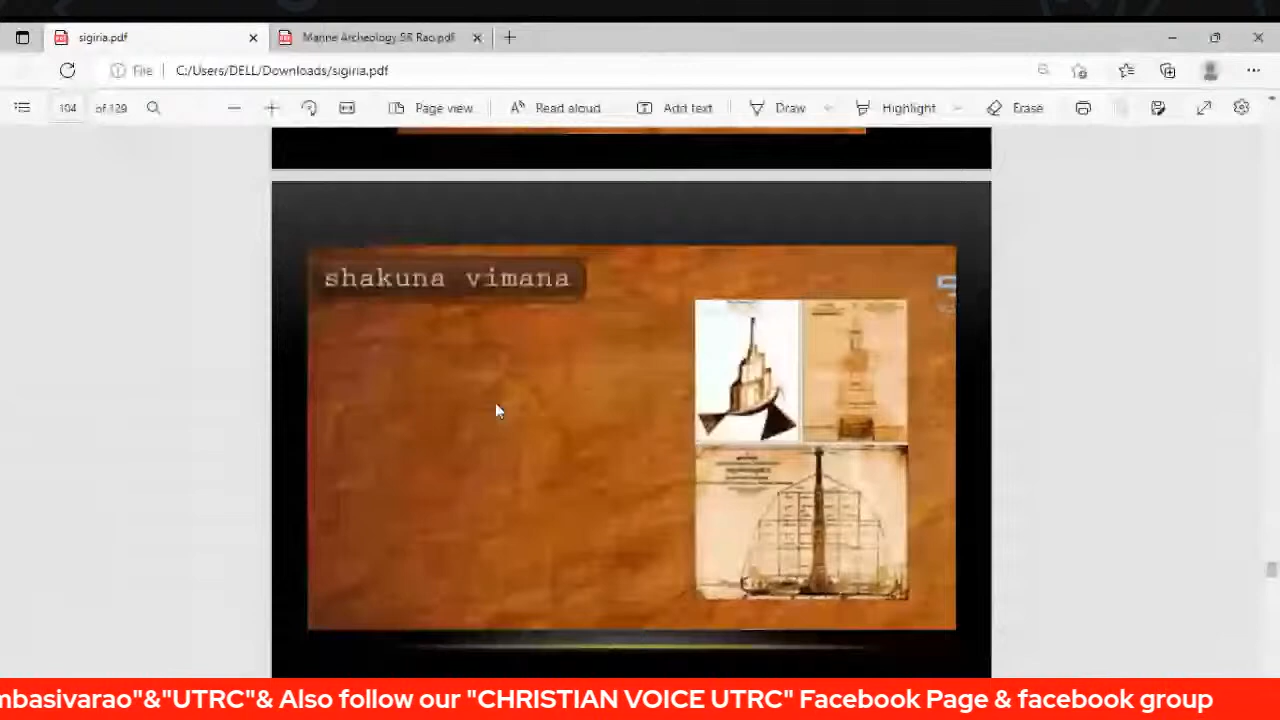 sigiria.pdf
Marine Archeology SR Rao.pdf
File
C:/Users/DELL/Downloads/sigiria.pdf
104 of 129
Page view
Read aloud
Add text
Draw
Highlight
Erase
shakuna vimana
mbasivarao"&"UTRC"& Also follow our "CHRISTIAN VOICE UTRC" Facebook Page & facebook group